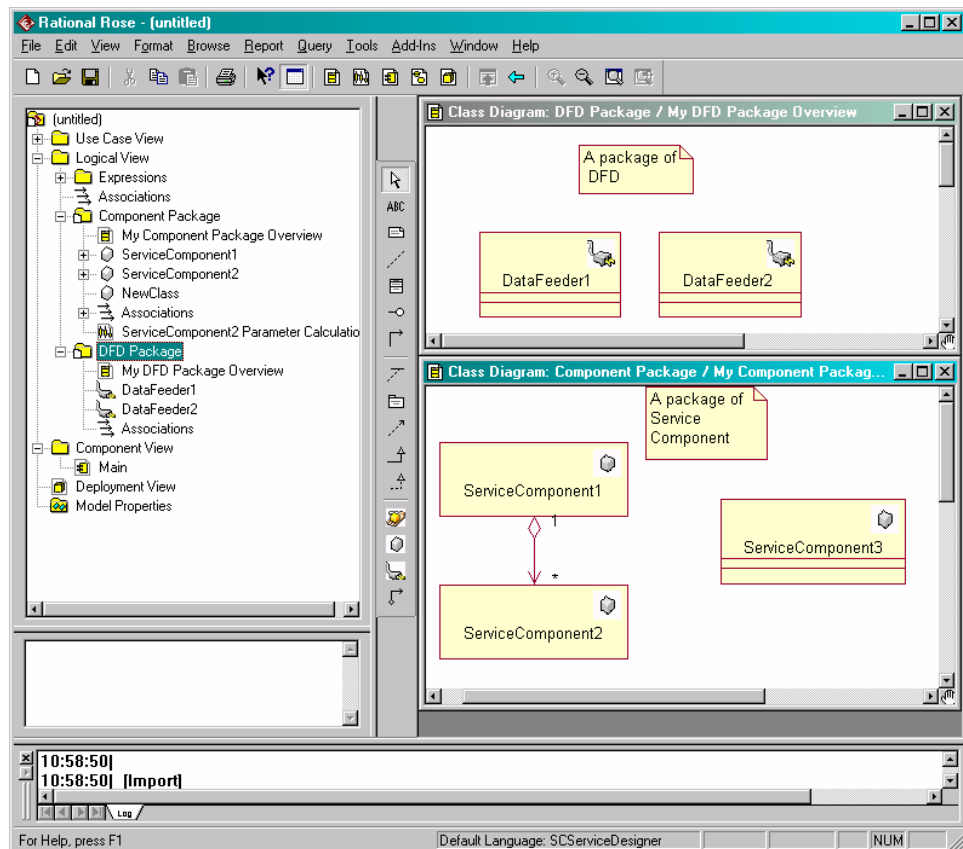 Rational Rose - (untitled)
File Edit View Format Browse Report Query Tools Add-Ins Window Help
(untitled)
Use Case View
Logical View
Expressions
Associations
Component Package
My Component Package Overview
ServiceComponent1
ServiceComponent2
NewClass
Associations
ServiceComponent2 Parameter Calculatio
DFD Package
My DFD Package Overview
DataFeeder1
DataFeeder2
Associations
Component View
Main
Deployment View
Model Properties
ABC
Class Diagram: DFD Package / My DFD Package Overview
A package of
DFD
DataFeeder1
DataFeeder2
Class Diagram: Component Package / My Component Packag...
A package of
Service
Component
ServiceComponent1
1
*
ServiceComponent2
ServiceComponent3
10:58:50|
10:58:50| [Import]
Log
For Help, press F1
Default Language: SCServiceDesigner
NUM